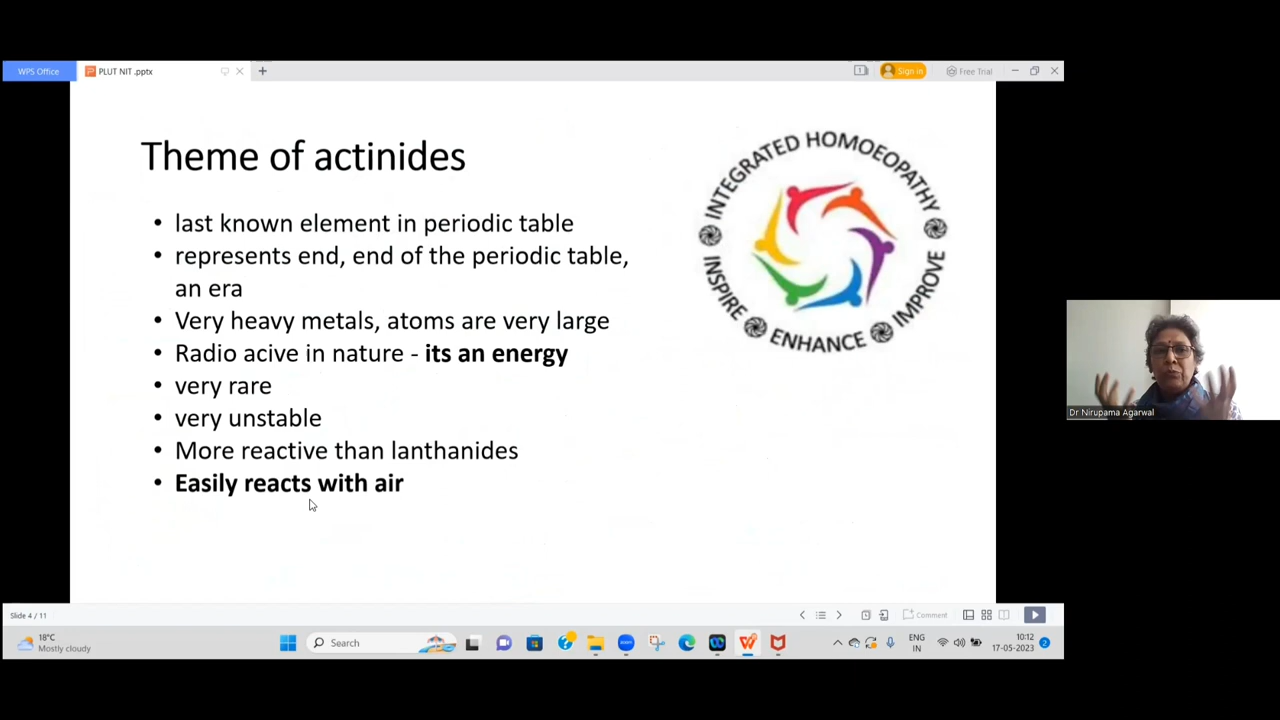 WPS Office
PLUT NIT .pptx
Sign in
Free Trial
Theme of actinides
• last known element in periodic table
• represents end, end of the periodic table,
an era
• Very heavy metals, atoms are very large
• Radio acive in nature - its an energy
• very rare
• very unstable
• More reactive than lanthanides
• Easily reacts with air
INTEGRATED HOMOEOPATHY
INSPIRE
ENHANCE
IMPROVE
Dr Nirupama Agarwal
Slide 4 / 11
Comment
18°C
Mostly cloudy
Search
ENG
IN
10:12
17-05-2023
2